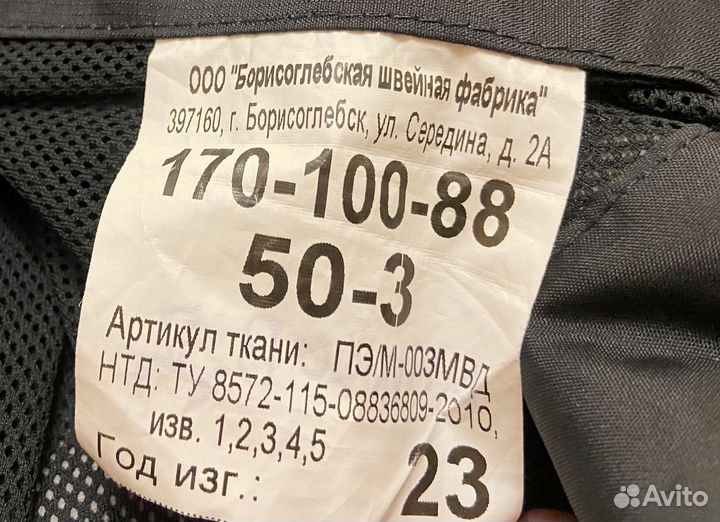 ООО "Борисоглебская швейная фабрика"
397160, г. Борисоглебск, ул. Середина, д. 2А
170-100-88
50-3
Артикул ткани: ПЭ/М-003МВД
НТД: ТУ 8572-115-08836809-2010,
изв. 1,2,3,4,5
Год изг.: 23
Avito